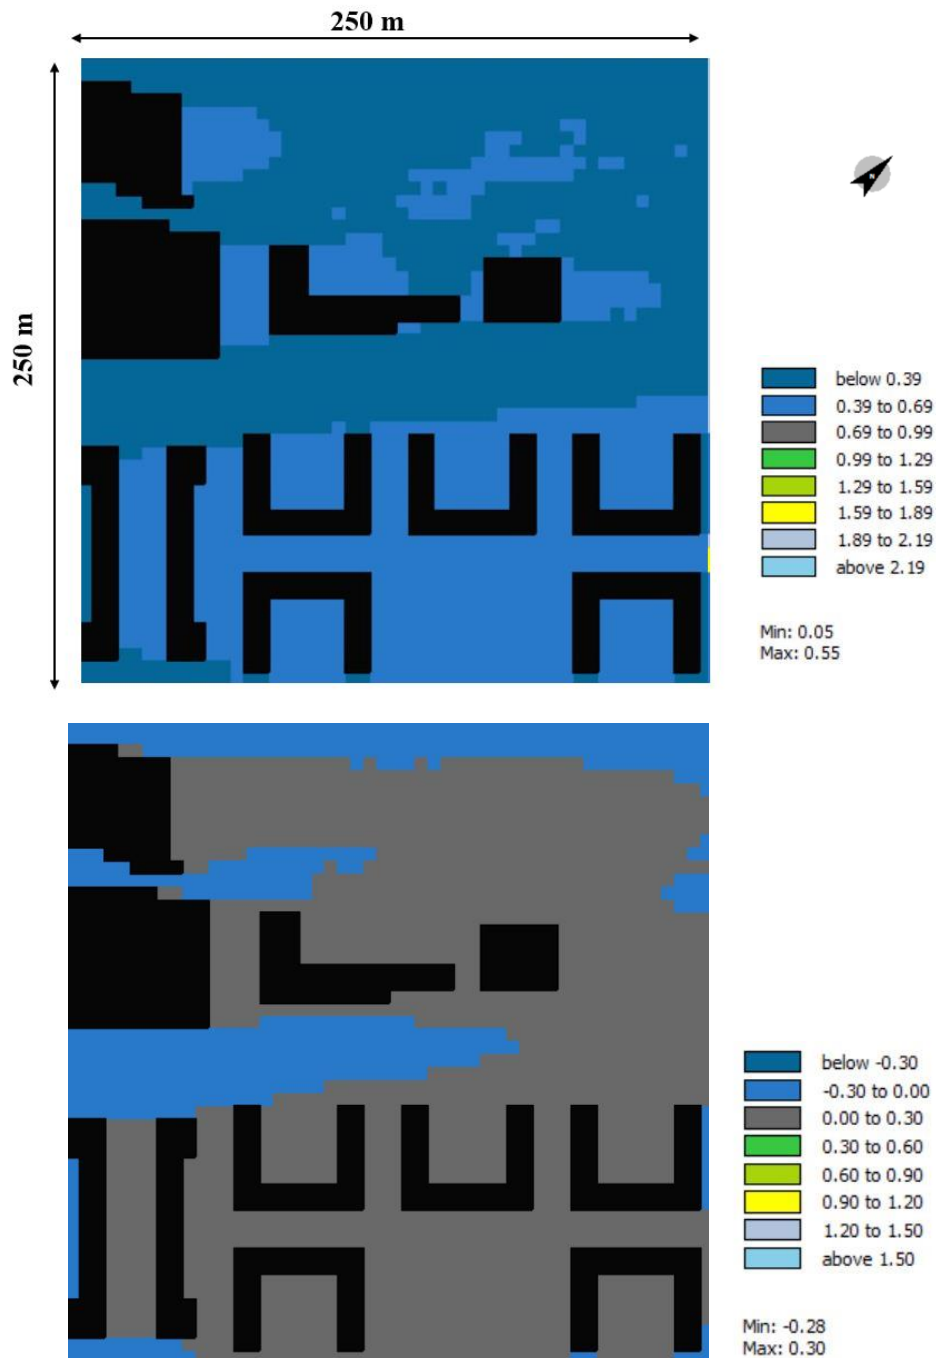 250 m
250 m
N
below 0.39
0.39 to 0.69
0.69 to 0.99
0.99 to 1.29
1.29 to 1.59
1.59 to 1.89
1.89 to 2.19
above 2.19
Min: 0.05
Max: 0.55
below -0.30
-0.30 to 0.00
0.00 to 0.30
0.30 to 0.60
0.60 to 0.90
0.90 to 1.20
1.20 to 1.50
above 1.50
Min: -0.28
Max: 0.30